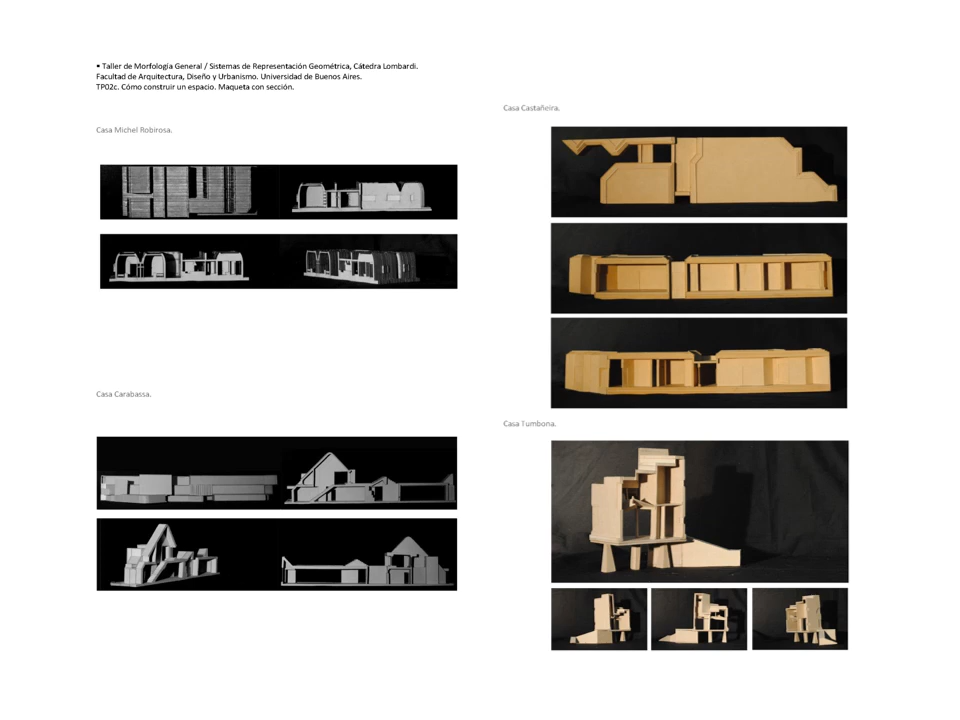 • Taller de Morfología General / Sistemas de Representación Geométrica, Cátedra Lombardi.
Facultad de Arquitectura, Diseño y Urbanismo. Universidad de Buenos Aires.
TP02c. Cómo construir un espacio. Maqueta con sección.
Casa Michel Robirosa.
Casa Carabassa.
Casa Castañeira.
Casa Tumbona.